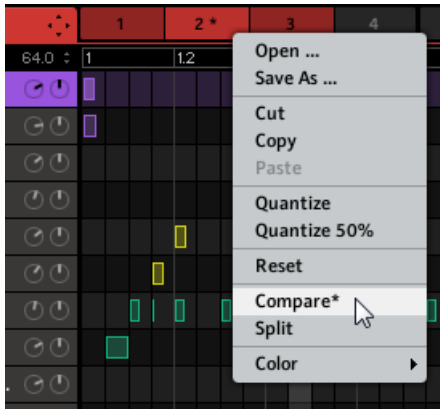 1 2 * 3 4
64.0 1 1.2
Open ...
Save As ...
Cut
Copy
Paste
Quantize
Quantize 50%
Reset
Compare*
Split
Color